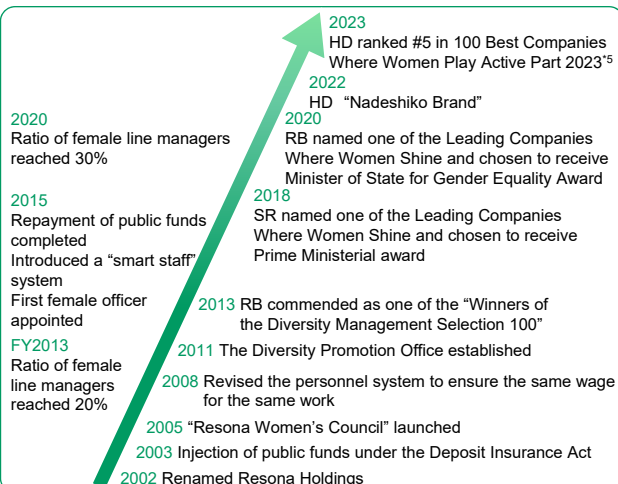 2023
HD ranked #5 in 100 Best Companies
Where Women Play Active Part 2023*5
2022
HD “Nadeshiko Brand”
2020
RB named one of the Leading Companies
Where Women Shine and chosen to receive
Minister of State for Gender Equality Award
2018
SR named one of the Leading Companies
Where Women Shine and chosen to receive
Prime Ministerial award
2013 RB commended as one of the “Winners of
the Diversity Management Selection 100”
2011 The Diversity Promotion Office established
2008 Revised the personnel system to ensure the same wage
for the same work
2005 “Resona Women’s Council” launched
2003 Injection of public funds under the Deposit Insurance Act
2002 Renamed Resona Holdings
2020
Ratio of female line managers
reached 30%
2015
Repayment of public funds
completed
Introduced a “smart staff”
system
First female officer
appointed
FY2013
Ratio of female
line managers
reached 20%